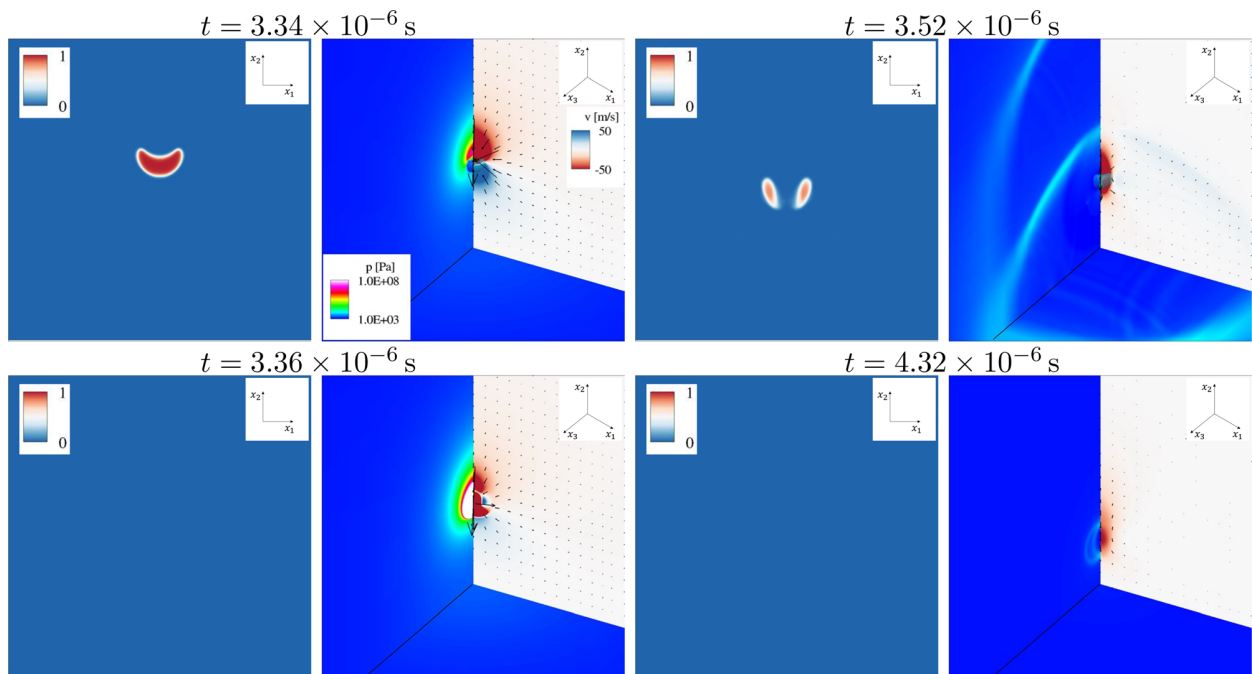 t = 3.34 × 10⁻⁶ s
t = 3.52 × 10⁻⁶ s
1
0
x₂
x₁
x₂
x₃
x₁
v [m/s]
50
-50
p [Pa]
1.0E+08
1.0E+03
1
0
x₂
x₁
x₂
x₃
x₁
t = 3.36 × 10⁻⁶ s
t = 4.32 × 10⁻⁶ s
1
0
x₂
x₁
x₂
x₃
x₁
1
0
x₂
x₁
x₂
x₃
x₁